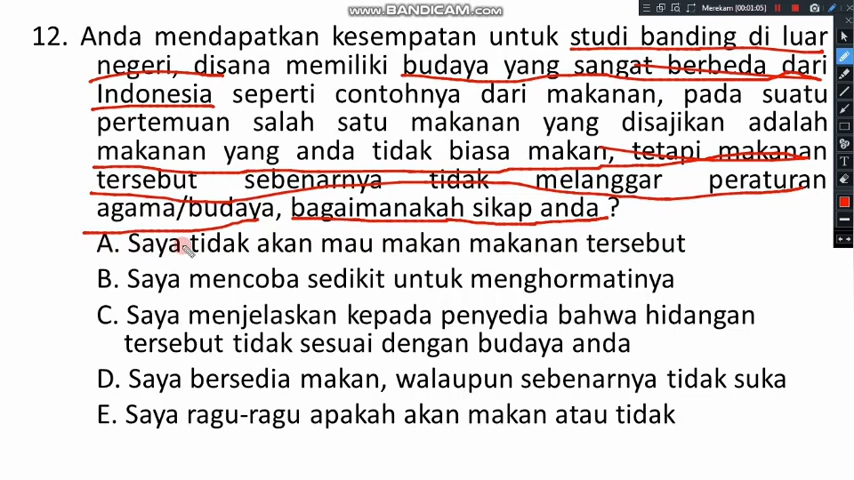 WWW.BANDICAM.COM
Merekam [00:01:05]
12. Anda mendapatkan kesempatan untuk studi banding di luar
negeri, disana memiliki budaya yang sangat berbeda dari
Indonesia seperti contohnya dari makanan, pada suatu
pertemuan salah satu makanan yang disajikan adalah
makanan yang anda tidak biasa makan, tetapi makanan
tersebut sebenarnya tidak melanggar peraturan
agama/budaya, bagaimanakah sikap anda ?
A. Saya tidak akan mau makan makanan tersebut
B. Saya mencoba sedikit untuk menghormatinya
C. Saya menjelaskan kepada penyedia bahwa hidangan
tersebut tidak sesuai dengan budaya anda
D. Saya bersedia makan, walaupun sebenarnya tidak suka
E. Saya ragu-ragu apakah akan makan atau tidak